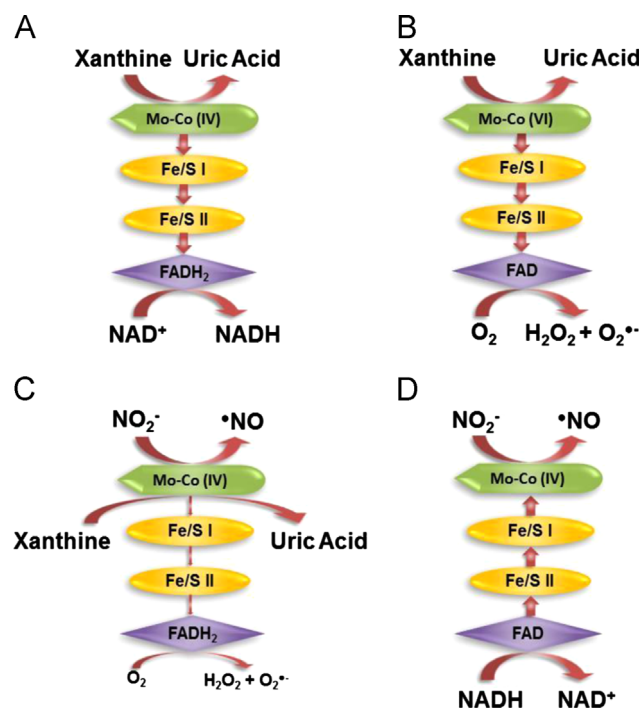 A
Xanthine Uric Acid
Mo-Co (IV)
Fe/S I
Fe/S II
FADH₂
NAD⁺ NADH
B
Xanthine Uric Acid
Mo-Co (VI)
Fe/S I
Fe/S II
FAD
O₂ H₂O₂ + O₂•-
C
NO₂⁻ •NO
Mo-Co (IV)
Xanthine Uric Acid
Fe/S I
Fe/S II
FADH₂
O₂ H₂O₂ + O₂•-
D
NO₂⁻ •NO
Mo-Co (IV)
Fe/S I
Fe/S II
FAD
NADH NAD⁺